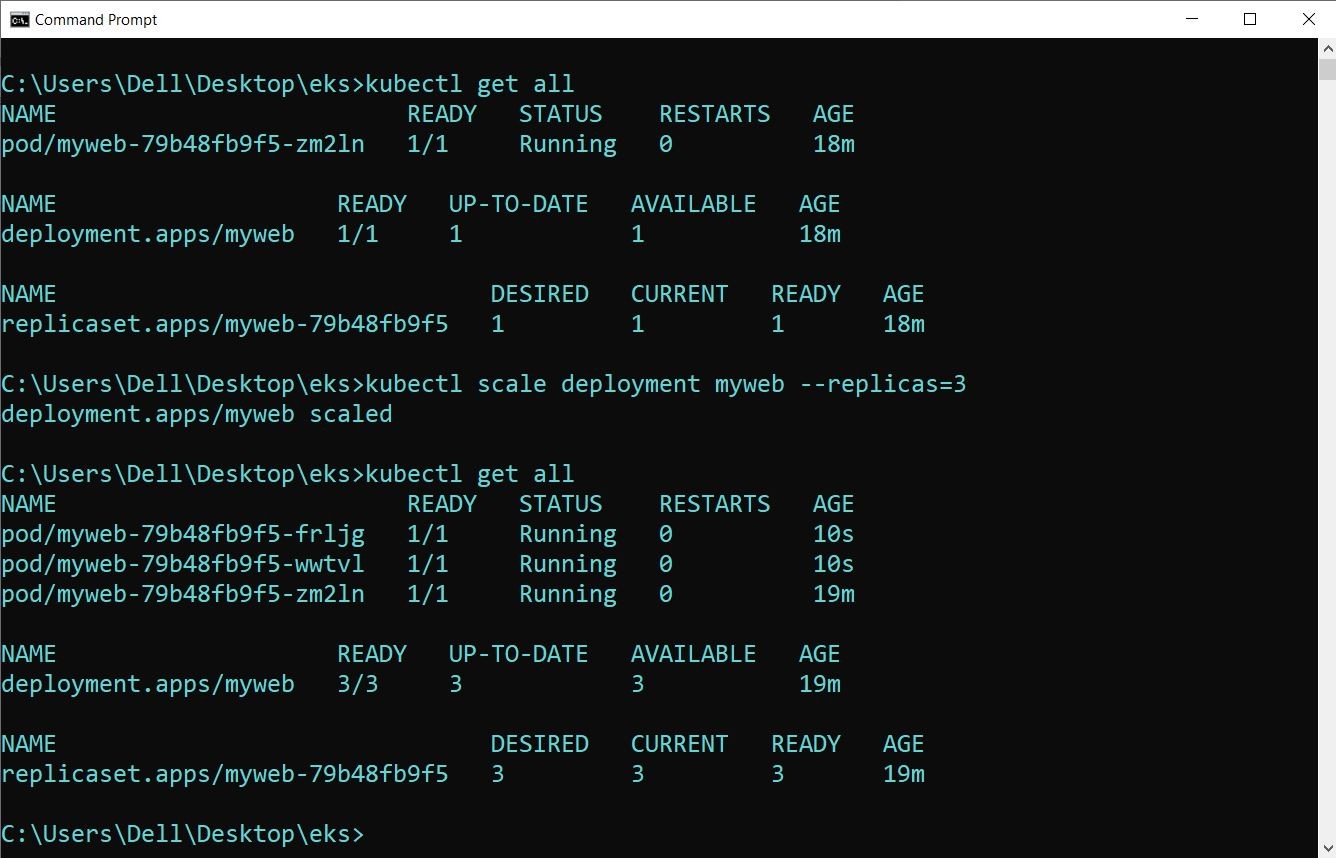 Command Prompt
C:\Users\Dell\Desktop\eks>kubectl get all
NAME                         READY   STATUS    RESTARTS   AGE
pod/myweb-79b48fb9f5-zm2ln   1/1     Running   0          18m
NAME                    READY   UP-TO-DATE   AVAILABLE   AGE
deployment.apps/myweb   1/1     1            1           18m
NAME                               DESIRED   CURRENT   READY   AGE
replicaset.apps/myweb-79b48fb9f5   1         1         1       18m
C:\Users\Dell\Desktop\eks>kubectl scale deployment myweb --replicas=3
deployment.apps/myweb scaled
C:\Users\Dell\Desktop\eks>kubectl get all
NAME                         READY   STATUS    RESTARTS   AGE
pod/myweb-79b48fb9f5-frljg   1/1     Running   0          10s
pod/myweb-79b48fb9f5-wwtvl   1/1     Running   0          10s
pod/myweb-79b48fb9f5-zm2ln   1/1     Running   0          19m
NAME                    READY   UP-TO-DATE   AVAILABLE   AGE
deployment.apps/myweb   3/3     3            3           19m
NAME                               DESIRED   CURRENT   READY   AGE
replicaset.apps/myweb-79b48fb9f5   3         3         3       19m
C:\Users\Dell\Desktop\eks>